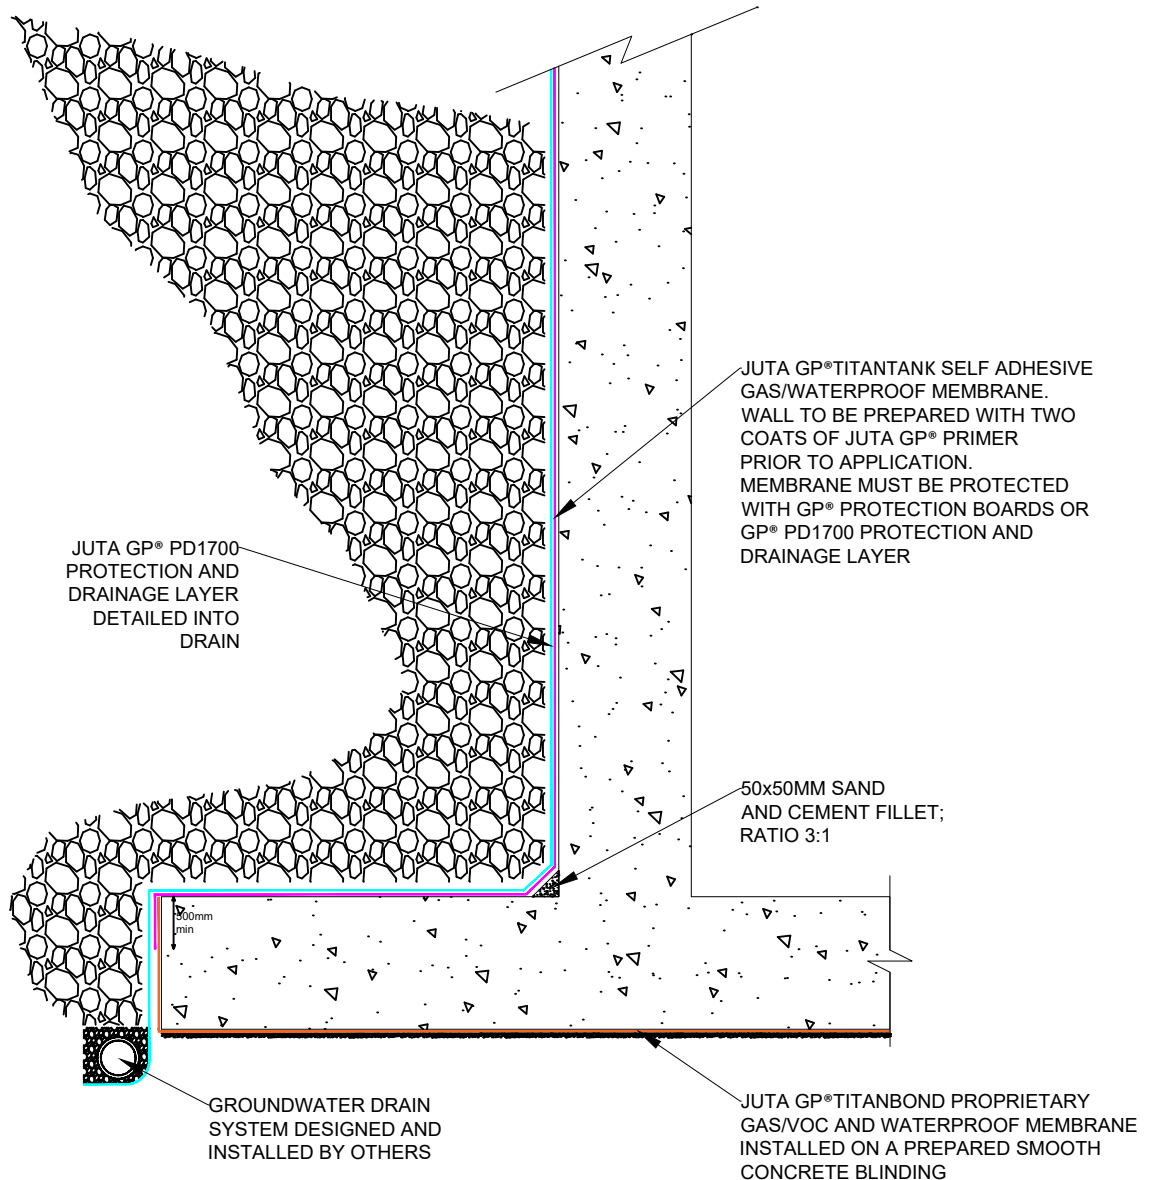 JUTA GP®TITANTANK SELF ADHESIVE
GAS/WATERPROOF MEMBRANE.
WALL TO BE PREPARED WITH TWO
COATS OF JUTA GP® PRIMER
PRIOR TO APPLICATION.
MEMBRANE MUST BE PROTECTED
WITH GP® PROTECTION BOARDS OR
GP® PD1700 PROTECTION AND
DRAINAGE LAYER
JUTA GP® PD1700
PROTECTION AND
DRAINAGE LAYER
DETAILED INTO
DRAIN
50x50MM SAND
AND CEMENT FILLET;
RATIO 3:1
min
GROUNDWATER DRAIN
SYSTEM DESIGNED AND
INSTALLED BY OTHERS
JUTA GP®TITANBOND PROPRIETARY
GAS/VOC AND WATERPROOF MEMBRANE
INSTALLED ON A PREPARED SMOOTH
CONCRETE BLINDING